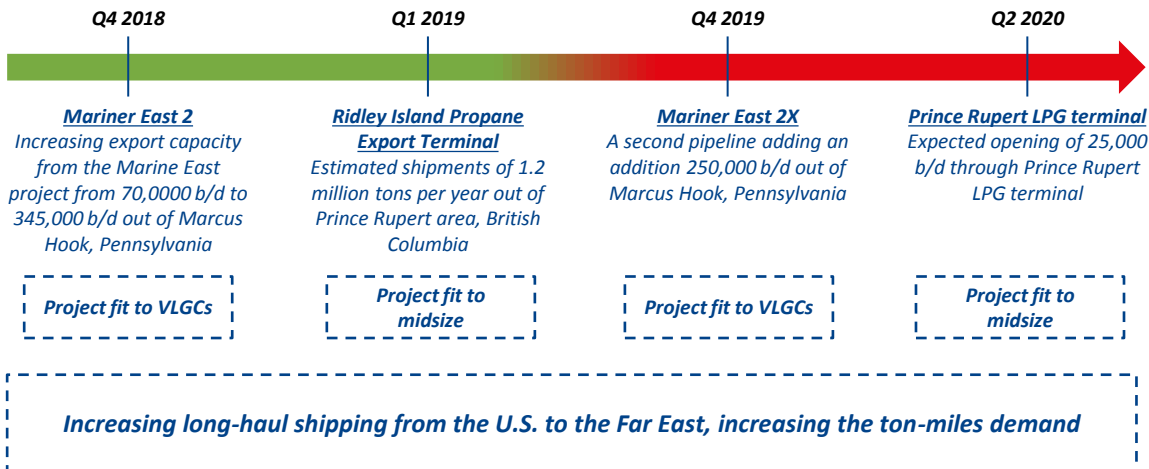 Q4 2018
Q1 2019
Q4 2019
Q2 2020
Mariner East 2
Increasing export capacity
from the Marine East
project from 70,0000 b/d to
345,000 b/d out of Marcus
Hook, Pennsylvania
Ridley Island Propane
Export Terminal
Estimated shipments of 1.2
million tons per year out of
Prince Rupert area, British
Columbia
Mariner East 2X
A second pipeline adding an
addition 250,000 b/d out of
Marcus Hook, Pennsylvania
Prince Rupert LPG terminal
Expected opening of 25,000
b/d through Prince Rupert
LPG terminal
Project fit to VLGCs
Project fit to
midsize
Project fit to VLGCs
Project fit to
midsize
Increasing long-haul shipping from the U.S. to the Far East, increasing the ton-miles demand